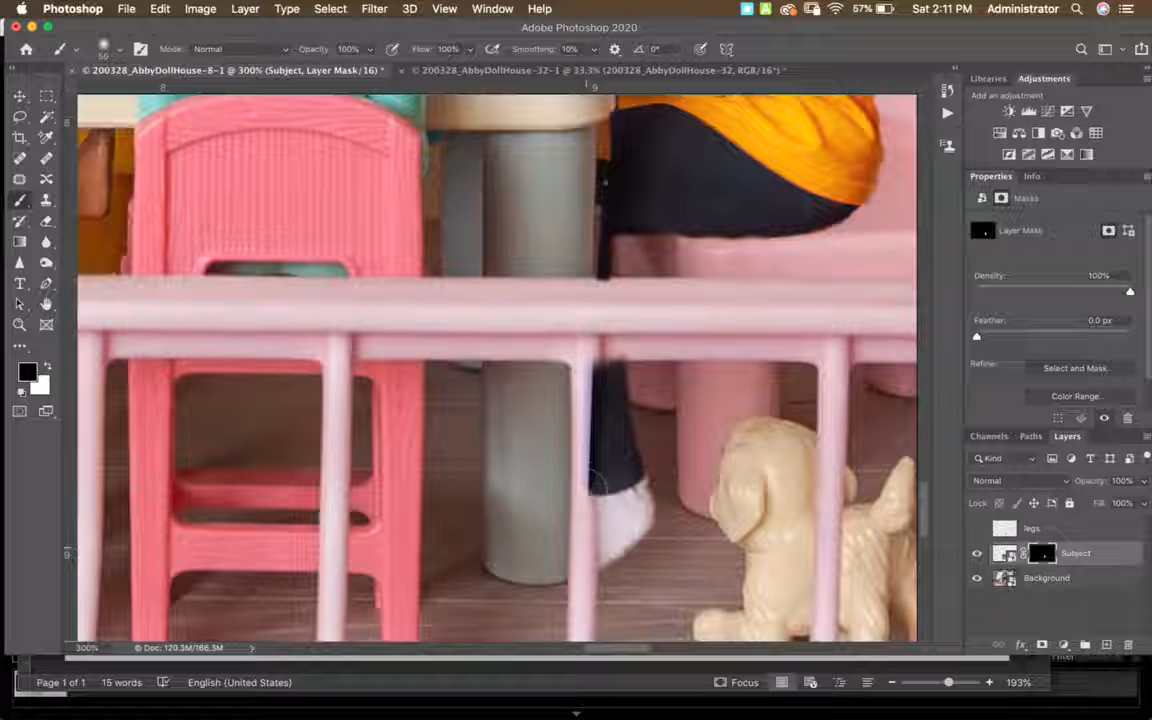 Photoshop File Edit Image Layer Type Select Filter 3D View Window Help 57% Sat 2:11 PM Administrator
Adobe Photoshop 2020
50 Mode: Normal Opacity: 100% Flow: 100% Smoothing: 10% 0°
© 200328_AbbyDollHouse-8-1 @ 300% (Subject, Layer Mask/16) * © 200328_AbbyDollHouse-32-1 @ 33.3% (200328_AbbyDollHouse-32, RGB/16*) *
Libraries Adjustments
8 9
Add an adjustment
Properties Info
Masks
Layer Mask
Density: 100%
Feather: 0.0 px
Refine: Select and Mask...
Color Range...
Channels Paths Layers
Kind
Normal Opacity: 100%
Lock: Fill: 100%
legs
Subject
Background
300% Doc: 120.3M/166.3M
Page 1 of 1 15 words English (United States) Focus 193%